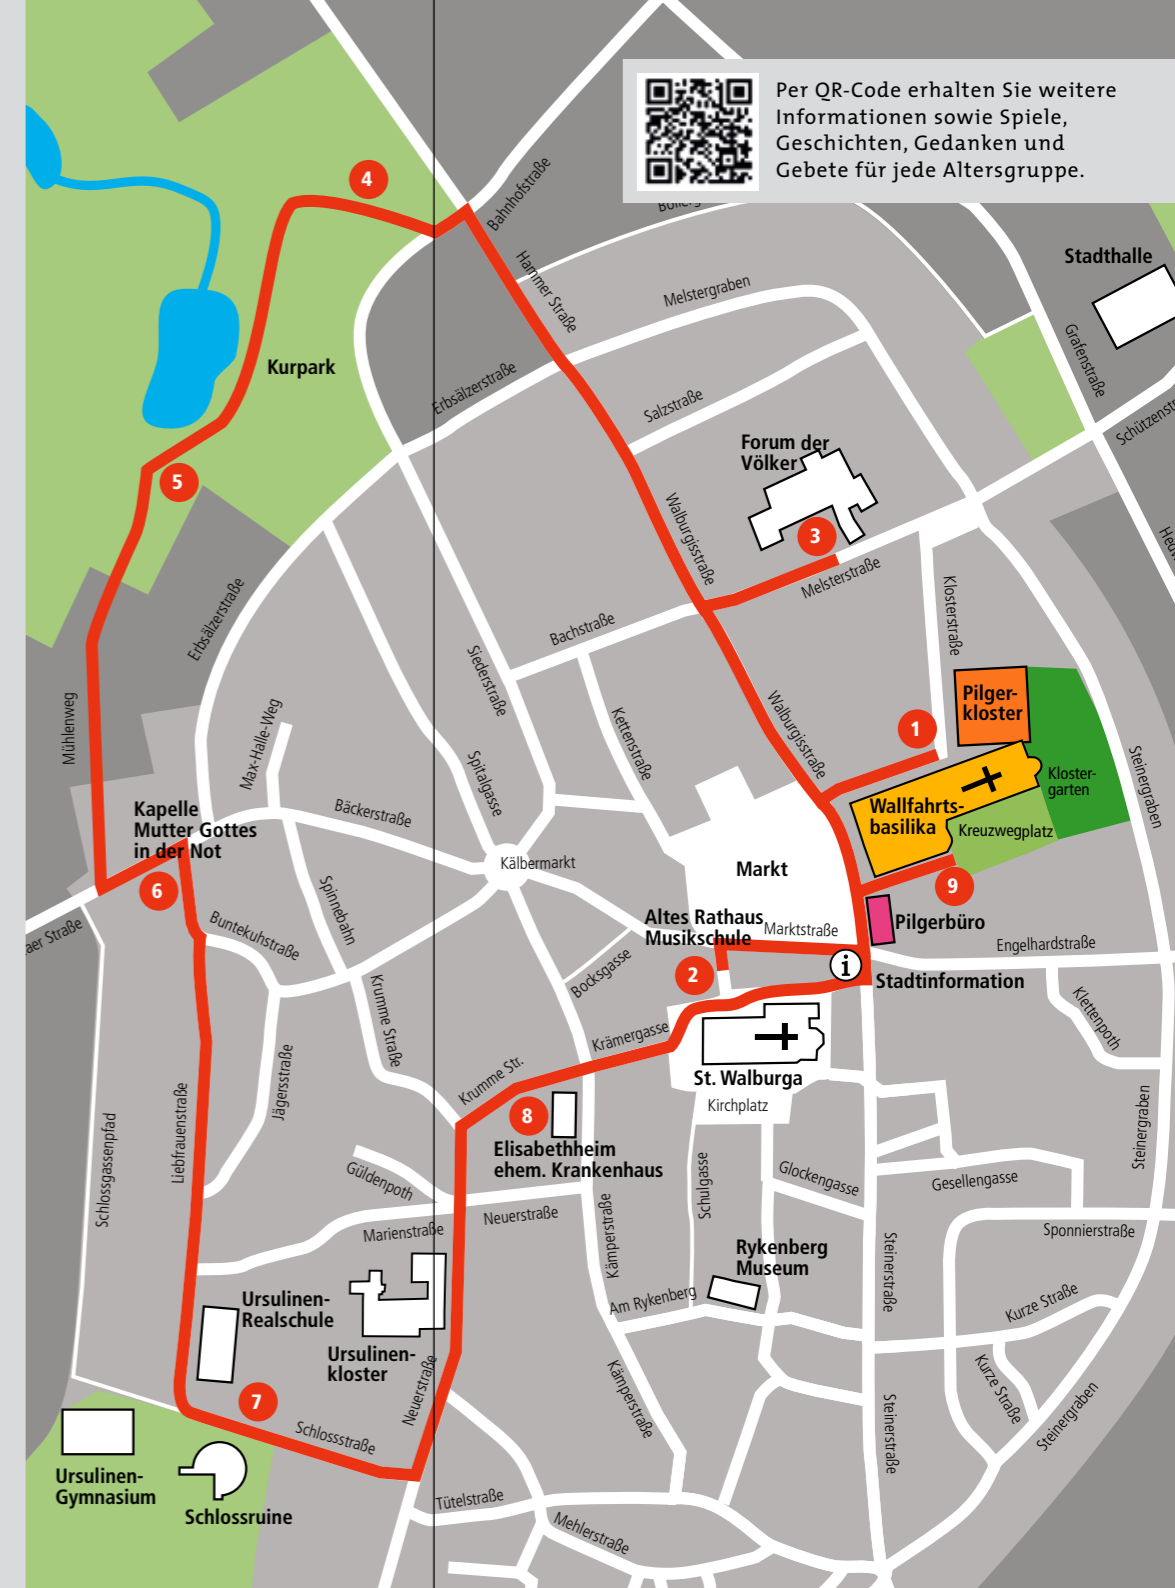 Per QR-Code erhalten Sie weitere
Informationen sowie Spiele,
Geschichten, Gedanken und
Gebete für jede Altersgruppe.
4
Bahnhofstraße
Stadthalle
Hammer Straße
Melstergraben
Grafenstraße
Kurpark
Erbsälzerstraße
Salzstraße
Forum der
Völker
5
3
Walburgisstraße
Melsterstraße
Erbsälzerstraße
Bachstraße
Klosterstraße
Siederstraße
Pilger-
kloster
Mühlenweg
Max-Halle-Weg
Kettenstraße
Walburgisstraße
1
Steinergraben
Spitalgasse
Kloster-
garten
Kapelle
Mutter Gottes
in der Not
Bäckerstraße
Wallfahrts-
basilika
Kreuzwegplatz
Kälbermarkt
Markt
6
9
Spinnebahn
Buntekuhstraße
Altes Rathaus
Musikschule
Marktstraße
Pilgerbüro
Engelhardstraße
aer Straße
Bocksgasse
2
i
Stadtinformation
Krumme Straße
Klettenpoth
Krämergasse
Krumme Str.
St. Walburga
Jägersstraße
Kirchplatz
8
Elisabethheim
ehem. Krankenhaus
Schlossgassenpfad
Liebfrauenstraße
Güldenpoth
Schulgasse
Glockengasse
Gesellengasse
Steinergraben
Marienstraße
Neuerstraße
Kämperstraße
Sponnierstraße
Rykenberg
Museum
Steinerstraße
Am Rykenberg
Kurze Straße
Ursulinen-
Realschule
Ursulinen-
kloster
Neuerstraße
Kämperstraße
Kurze Straße
Steinergraben
7
Schlossstraße
Steinerstraße
Ursulinen-
Gymnasium
Schlossruine
Tütelstraße
Mehlerstraße